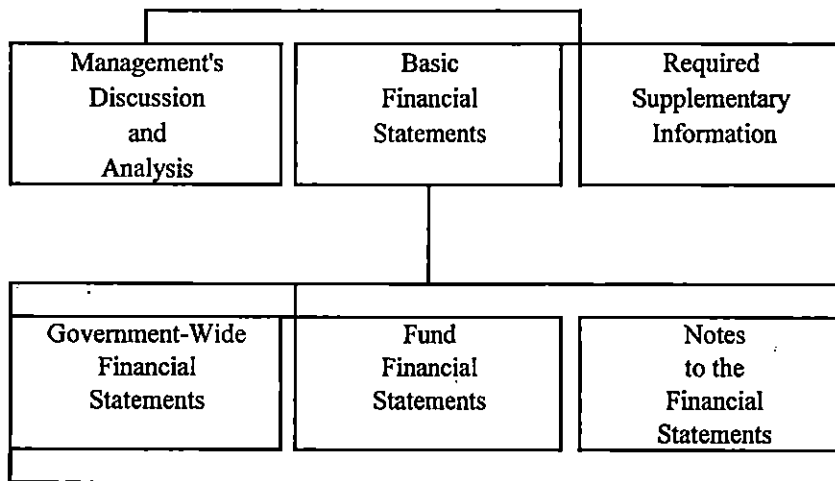 Management's
Discussion
and
Analysis
Basic
Financial
Statements
Required
Supplementary
Information
Government-Wide
Financial
Statements
Fund
Financial
Statements
Notes
to the
Financial
Statements